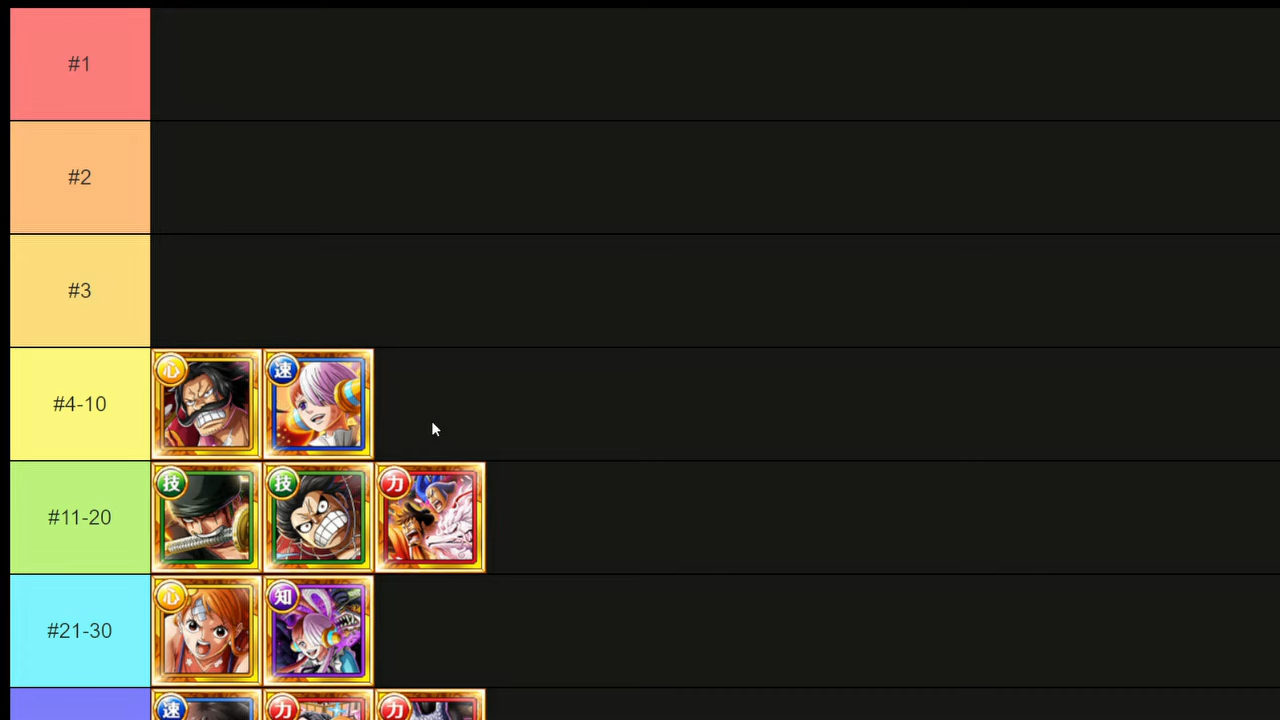 #1
#2
#3
#4-10
心 速
#11-20
技 技 力
#21-30
心 知
速 力 力